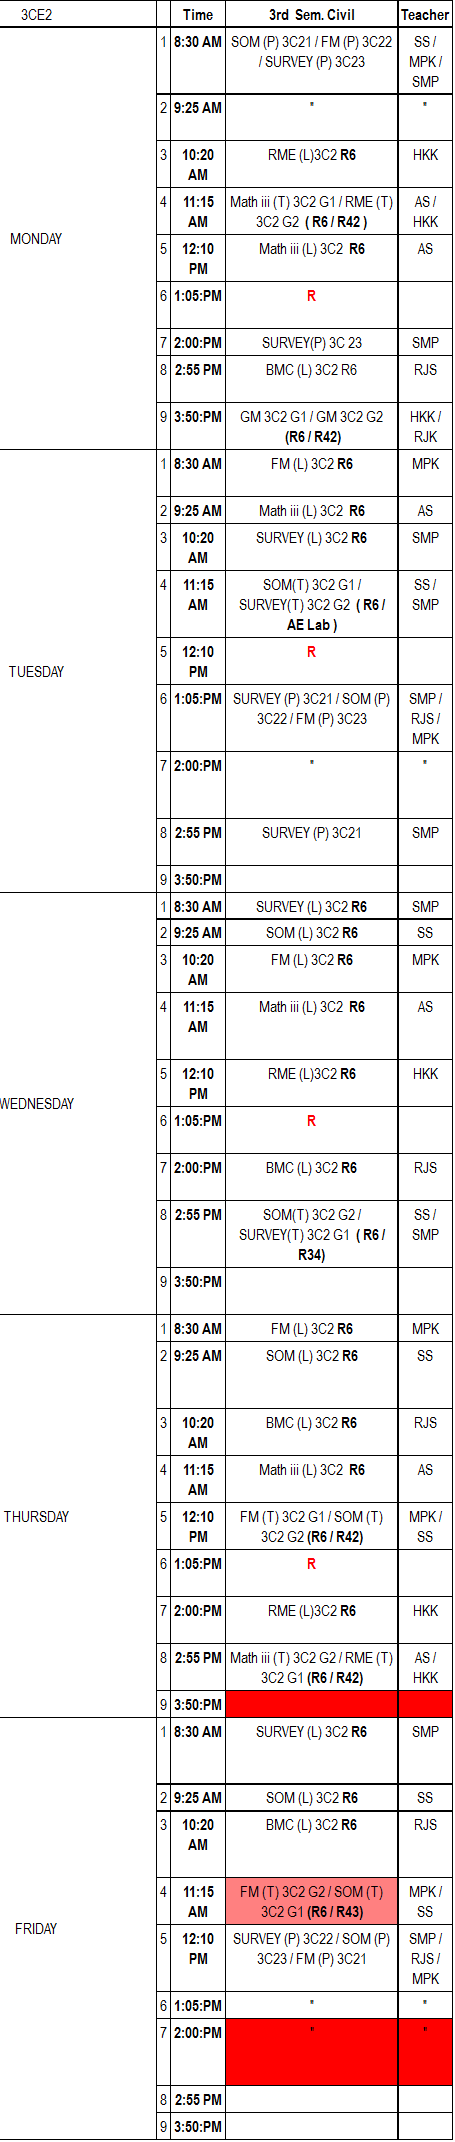 3CE2 Time 3rd Sem. Civil Teacher
MONDAY
1 8:30 AM SOM (P) 3C21 / FM (P) 3C22 SS /
/ SURVEY (P) 3C23 MPK /
SMP
2 9:25 AM " "
3 10:20 RME (L)3C2 R6 HKK
AM
4 11:15 Math iii (T) 3C2 G1 / RME (T) AS /
AM 3C2 G2 ( R6 / R42 ) HKK
5 12:10 Math iii (L) 3C2 R6 AS
PM
6 1:05:PM R
7 2:00:PM SURVEY(P) 3C 23 SMP
8 2:55 PM BMC (L) 3C2 R6 RJS
9 3:50:PM GM 3C2 G1 / GM 3C2 G2 HKK /
(R6 / R42) RJK
TUESDAY
1 8:30 AM FM (L) 3C2 R6 MPK
2 9:25 AM Math iii (L) 3C2 R6 AS
3 10:20 SURVEY (L) 3C2 R6 SMP
AM
4 11:15 SOM(T) 3C2 G1 / SS /
AM SURVEY(T) 3C2 G2 ( R6 / SMP
AE Lab )
5 12:10 R
PM
6 1:05:PM SURVEY (P) 3C21 / SOM (P) SMP /
3C22 / FM (P) 3C23 RJS /
MPK
7 2:00:PM " "
8 2:55 PM SURVEY (P) 3C21 SMP
9 3:50:PM
WEDNESDAY
1 8:30 AM SURVEY (L) 3C2 R6 SMP
2 9:25 AM SOM (L) 3C2 R6 SS
3 10:20 FM (L) 3C2 R6 MPK
AM
4 11:15 Math iii (L) 3C2 R6 AS
AM
5 12:10 RME (L)3C2 R6 HKK
PM
6 1:05:PM R
7 2:00:PM BMC (L) 3C2 R6 RJS
8 2:55 PM SOM(T) 3C2 G2 / SS /
SURVEY(T) 3C2 G1 ( R6 / SMP
R34)
9 3:50:PM
THURSDAY
1 8:30 AM FM (L) 3C2 R6 MPK
2 9:25 AM SOM (L) 3C2 R6 SS
3 10:20 BMC (L) 3C2 R6 RJS
AM
4 11:15 Math iii (L) 3C2 R6 AS
AM
5 12:10 FM (T) 3C2 G1 / SOM (T) MPK /
PM 3C2 G2 (R6 / R42) SS
6 1:05:PM R
7 2:00:PM RME (L)3C2 R6 HKK
8 2:55 PM Math iii (T) 3C2 G2 / RME (T) AS /
3C2 G1 (R6 / R42) HKK
9 3:50:PM
FRIDAY
1 8:30 AM SURVEY (L) 3C2 R6 SMP
2 9:25 AM SOM (L) 3C2 R6 SS
3 10:20 BMC (L) 3C2 R6 RJS
AM
4 11:15 FM (T) 3C2 G2 / SOM (T) MPK /
AM 3C2 G1 (R6 / R43) SS
5 12:10 SURVEY (P) 3C22 / SOM (P) SMP /
PM 3C23 / FM (P) 3C21 RJS /
MPK
6 1:05:PM " "
7 2:00:PM " "
8 2:55 PM
9 3:50:PM